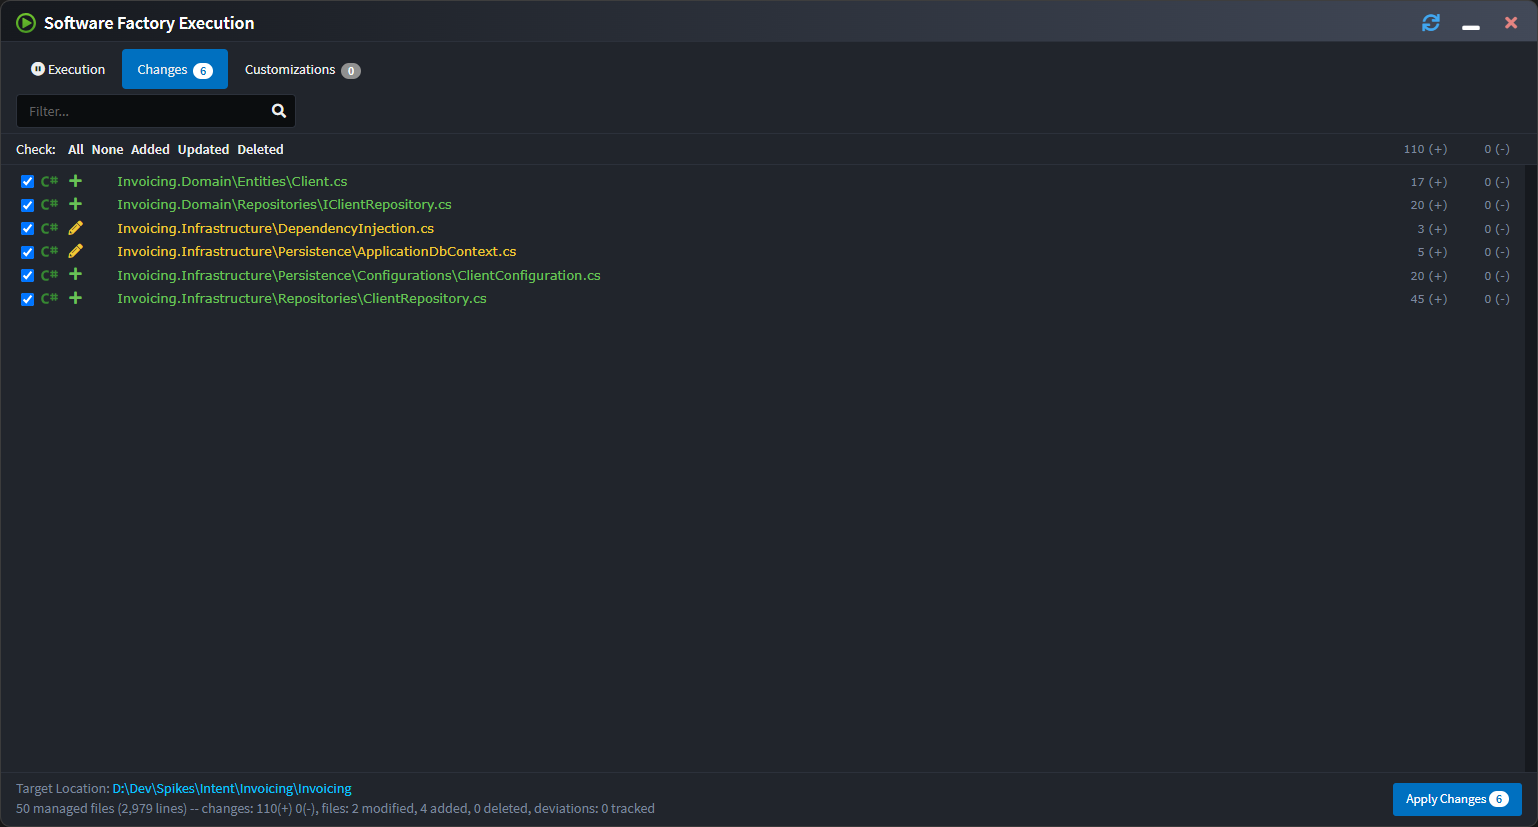 Software Factory Execution
Execution Changes 6 Customizations 0
Filter...
Check: All None Added Updated Deleted 110 (+) 0 (-)
C# Invoicing.Domain\Entities\Client.cs 17 (+) 0 (-)
C# Invoicing.Domain\Repositories\IClientRepository.cs 20 (+) 0 (-)
C# Invoicing.Infrastructure\DependencyInjection.cs 3 (+) 0 (-)
C# Invoicing.Infrastructure\Persistence\ApplicationDbContext.cs 5 (+) 0 (-)
C# Invoicing.Infrastructure\Persistence\Configurations\ClientConfiguration.cs 20 (+) 0 (-)
C# Invoicing.Infrastructure\Repositories\ClientRepository.cs 45 (+) 0 (-)
Target Location: D:\Dev\Spikes\Intent\Invoicing\Invoicing
50 managed files (2,979 lines) -- changes: 110(+) 0(-), files: 2 modified, 4 added, 0 deleted, deviations: 0 tracked
Apply Changes 6